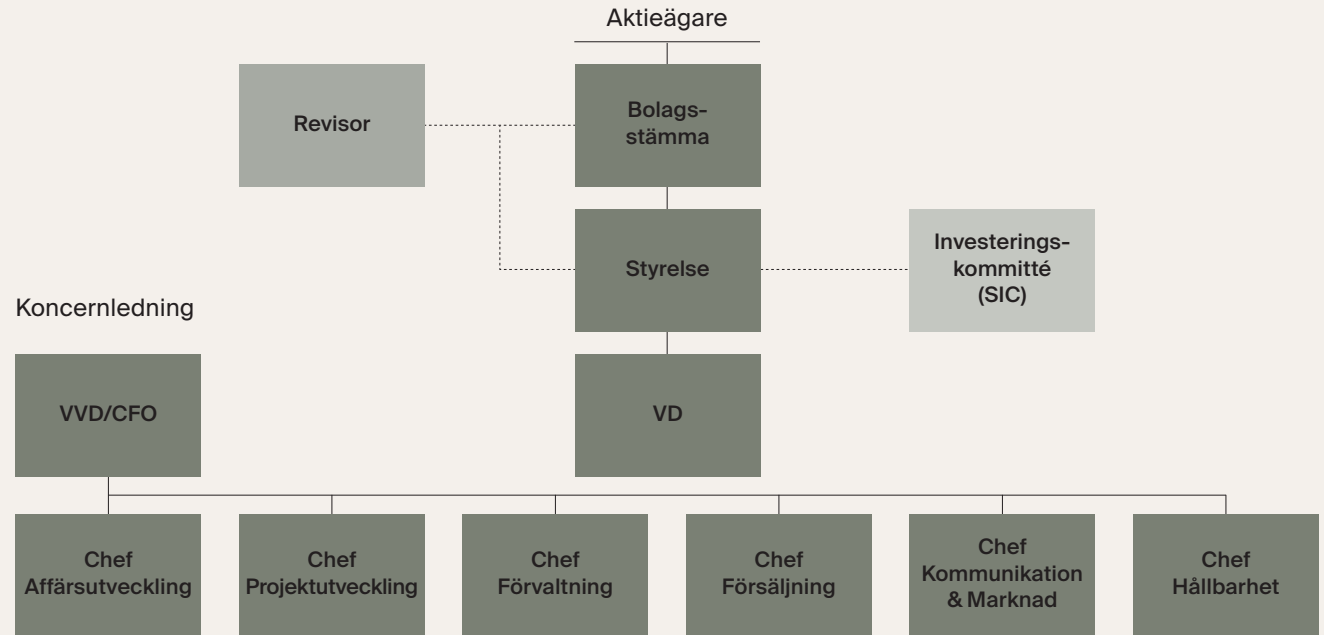 Aktieägare
Revisor
Bolags-
stämma
Styrelse
Investerings-
kommitté
(SIC)
Koncernledning
VVD/CFO
VD
Chef
Affärsutveckling
Chef
Projektutveckling
Chef
Förvaltning
Chef
Försäljning
Chef
Kommunikation
& Marknad
Chef
Hållbarhet